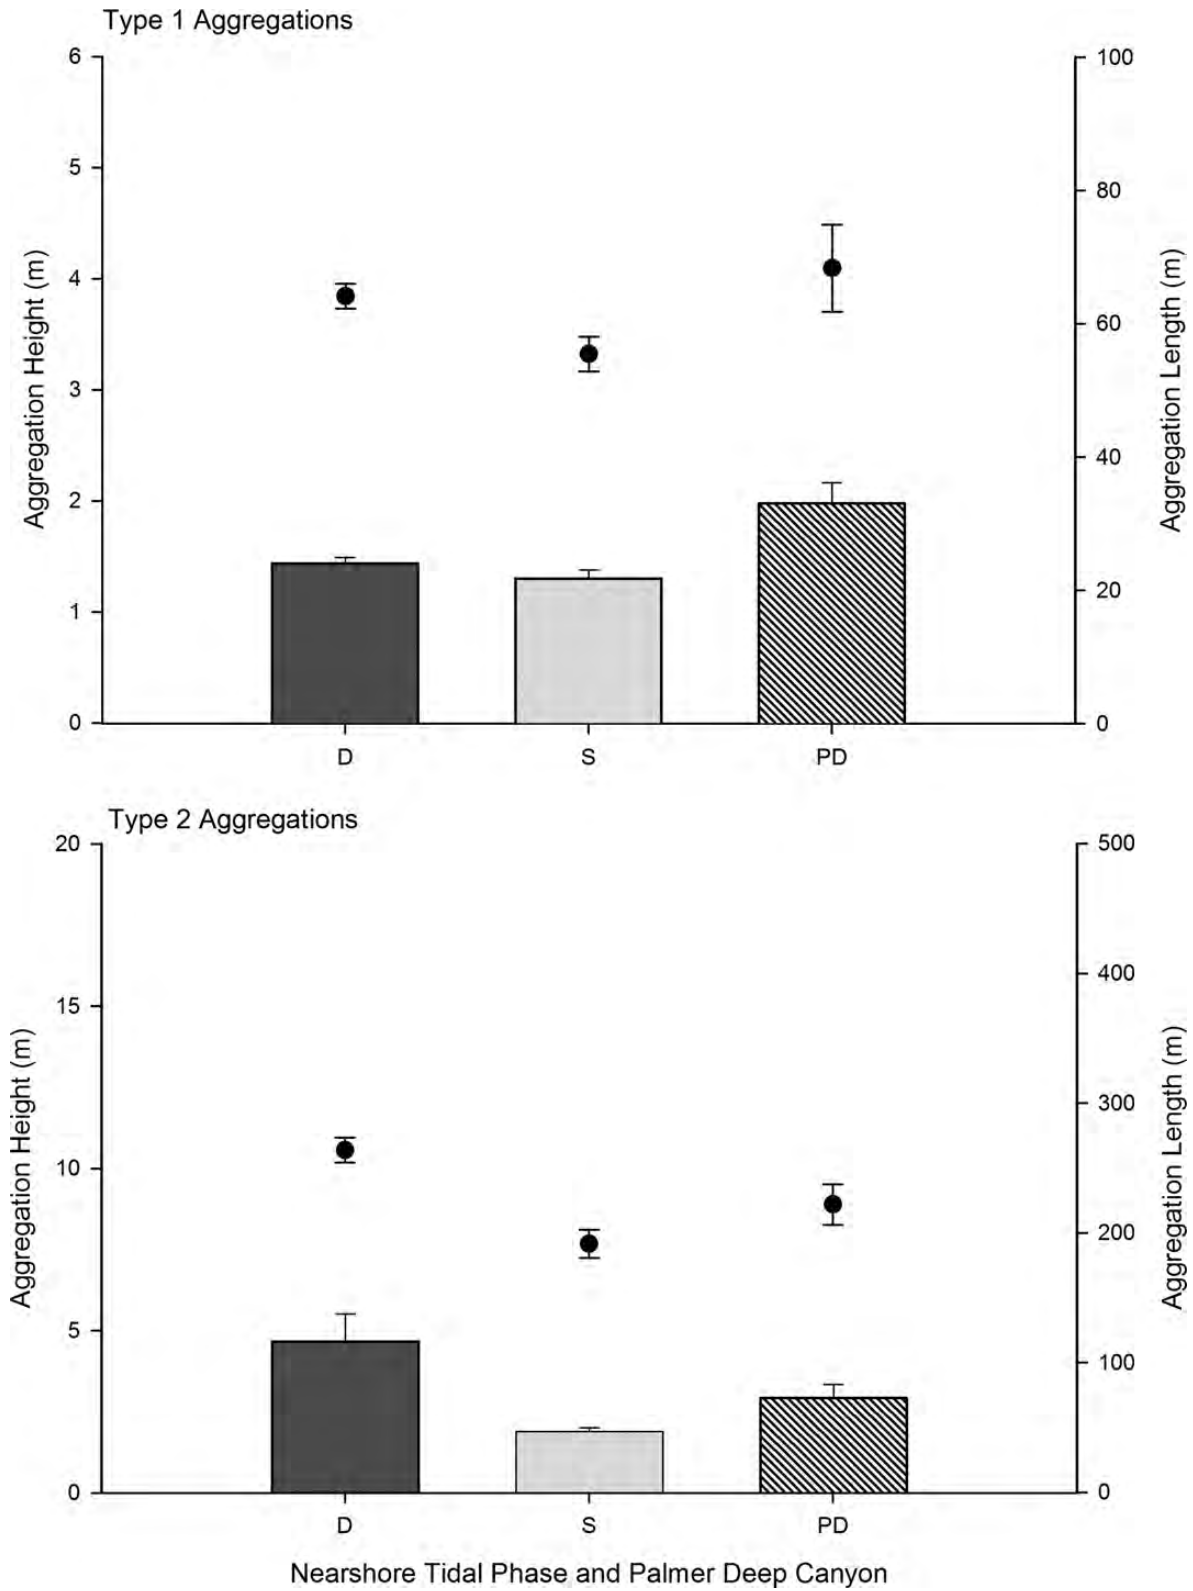 Type 1 Aggregations
6
5
4
3
2
1
0
Aggregation Height (m)
100
80
60
40
20
0
Aggregation Length (m)
D S PD
Type 2 Aggregations
20
15
10
5
0
Aggregation Height (m)
500
400
300
200
100
0
Aggregation Length (m)
D S PD
Nearshore Tidal Phase and Palmer Deep Canyon